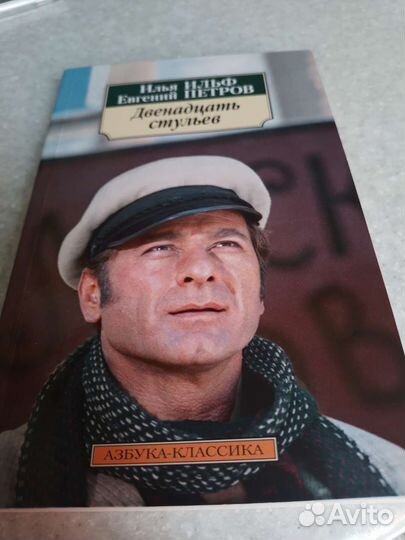 Илья ИЛЬФ
Евгений ПЕТРОВ
Двенадцать
стульев
АЗБУКА-КЛАССИКА
Avito